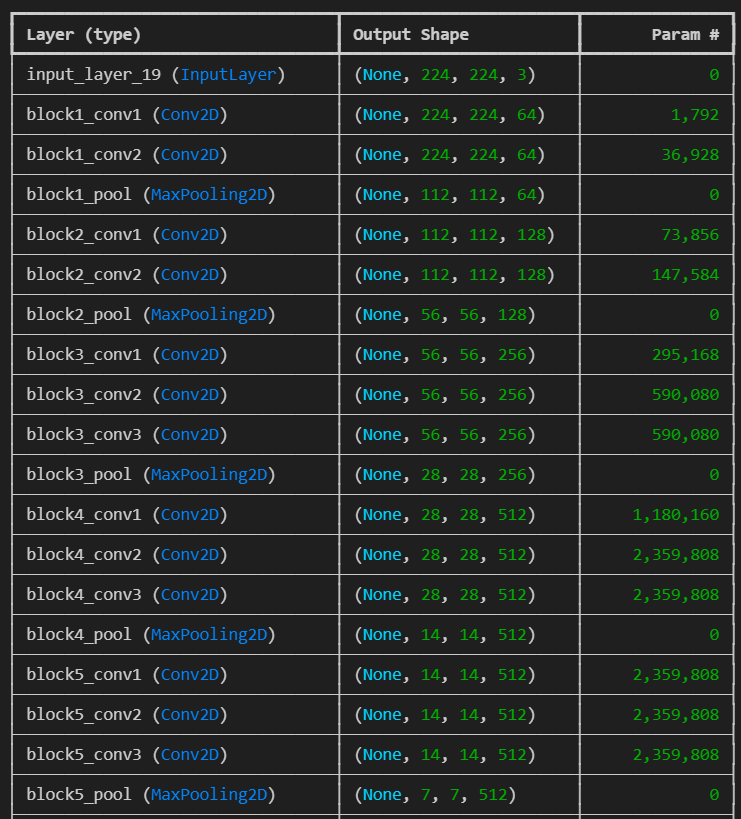 Layer (type) Output Shape Param #
input_layer_19 (InputLayer) (None, 224, 224, 3) 0
block1_conv1 (Conv2D) (None, 224, 224, 64) 1,792
block1_conv2 (Conv2D) (None, 224, 224, 64) 36,928
block1_pool (MaxPooling2D) (None, 112, 112, 64) 0
block2_conv1 (Conv2D) (None, 112, 112, 128) 73,856
block2_conv2 (Conv2D) (None, 112, 112, 128) 147,584
block2_pool (MaxPooling2D) (None, 56, 56, 128) 0
block3_conv1 (Conv2D) (None, 56, 56, 256) 295,168
block3_conv2 (Conv2D) (None, 56, 56, 256) 590,080
block3_conv3 (Conv2D) (None, 56, 56, 256) 590,080
block3_pool (MaxPooling2D) (None, 28, 28, 256) 0
block4_conv1 (Conv2D) (None, 28, 28, 512) 1,180,160
block4_conv2 (Conv2D) (None, 28, 28, 512) 2,359,808
block4_conv3 (Conv2D) (None, 28, 28, 512) 2,359,808
block4_pool (MaxPooling2D) (None, 14, 14, 512) 0
block5_conv1 (Conv2D) (None, 14, 14, 512) 2,359,808
block5_conv2 (Conv2D) (None, 14, 14, 512) 2,359,808
block5_conv3 (Conv2D) (None, 14, 14, 512) 2,359,808
block5_pool (MaxPooling2D) (None, 7, 7, 512) 0